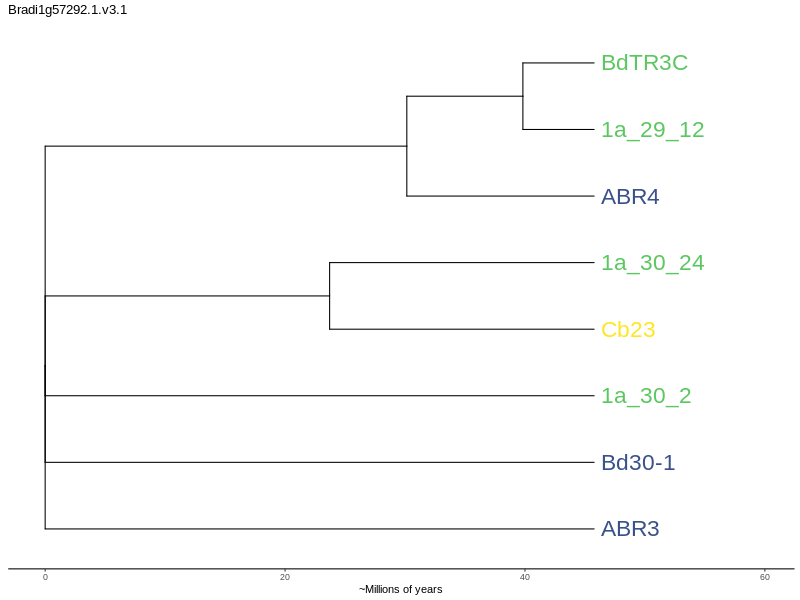 Bradi1g57292.1.v3.1
BdTR3C
1a_29_12
ABR4
1a_30_24
Cb23
1a_30_2
Bd30-1
ABR3
0 20 40 60
~Millions of years